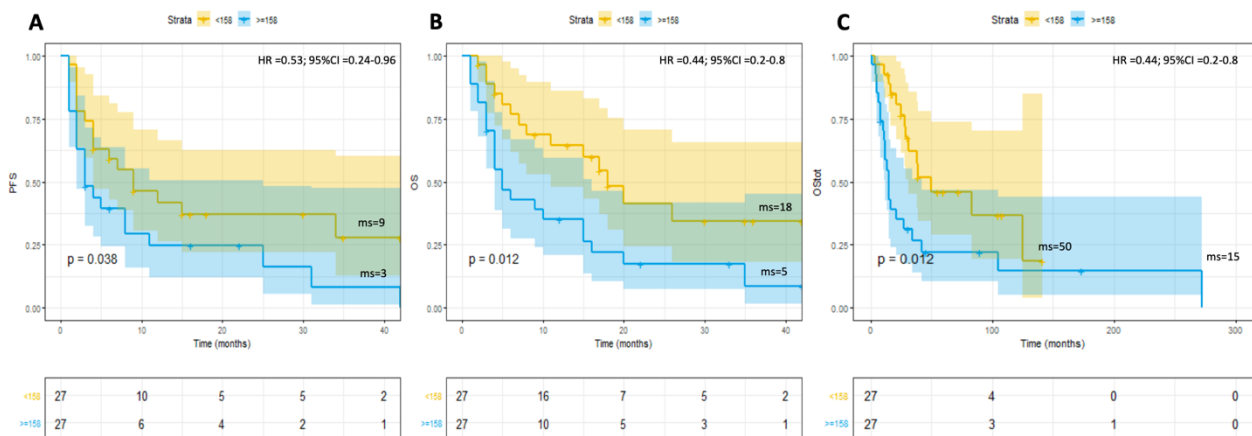 A
Strata <158 >=158
HR =0.53; 95%CI =0.24-0.96
PFS
1.00
0.75
0.50
0.25
0.00
ms=9
ms=3
p = 0.038
0 10 20 30 40
Time (months)
<158 27 10 5 5 2
>=158 27 6 4 2 1
B
Strata <158 >=158
HR =0.44; 95%CI =0.2-0.8
OS
1.00
0.75
0.50
0.25
0.00
ms=18
ms=5
p = 0.012
0 10 20 30 40
Time (months)
<158 27 16 7 5 2
>=158 27 10 5 3 1
C
Strata <158 >=158
HR =0.44; 95%CI =0.2-0.8
OStot
1.00
0.75
0.50
0.25
0.00
ms=50
ms=15
p = 0.012
0 100 200 300
Time (months)
<158 27 4 0 0
>=158 27 3 1 0